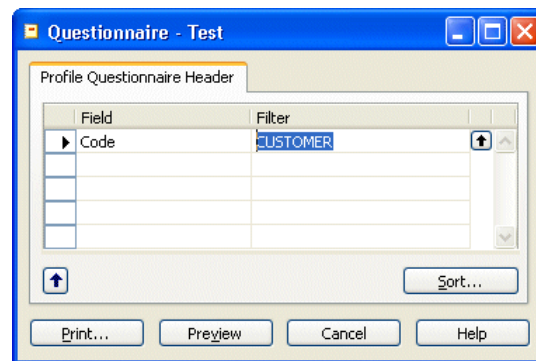 Questionnaire - Test
Profile Questionnaire Header
Field Filter
Code CUSTOMER
Sort...
Print... Preview Cancel Help